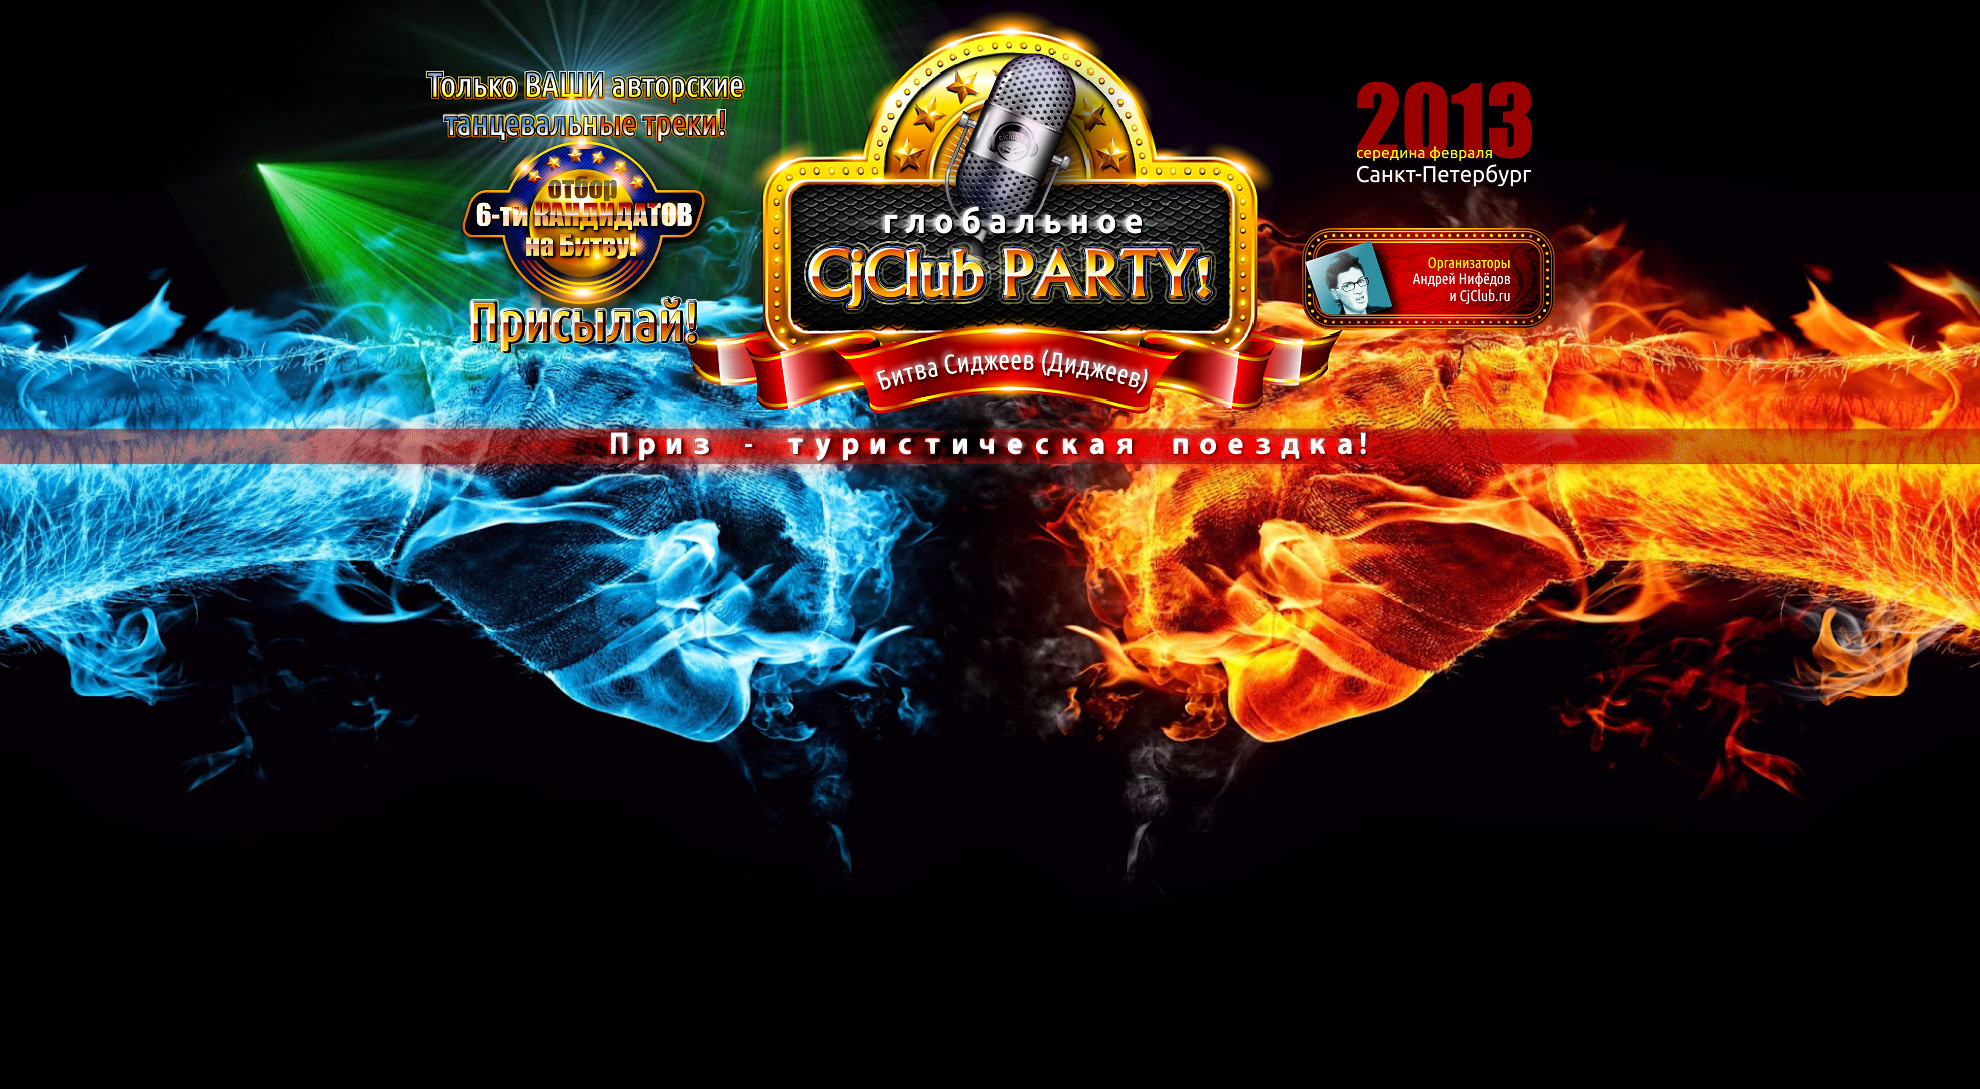 Только ВАШИ авторские
танцевальные треки!
отбор
6-ти КАНДИДАТОВ
на Битву!
Присылай!
глобальное
CjClub PARTY!
Битва Сиджеев (Диджеев)
2013
середина февраля
Санкт-Петербург
Организаторы
Андрей Нифёдов
и CjClub.ru
Приз - туристическая поездка!